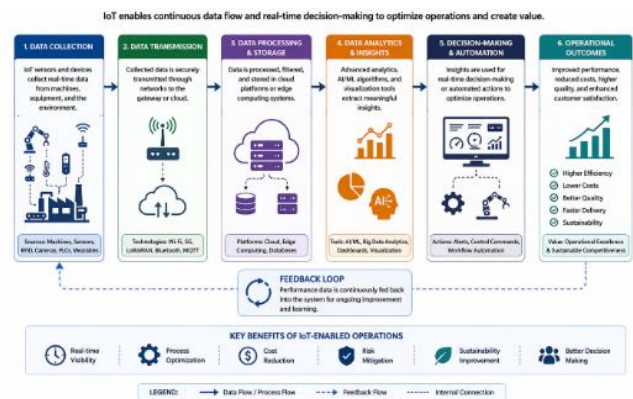 IoT enables continuous data flow and real-time decision-making to optimize operations and create value.
1. DATA COLLECTION
IoT sensors and devices
collect real-time data
from machines,
equipment, and the
environment.
Sources: Machines, Sensors,
RFID, Cameras, PLCs, Wearables
2. DATA TRANSMISSION
Collected data is securely
transmitted through
networks to the
gateway or cloud.
Technologies: Wi-Fi, 5G,
LoRaWAN, Bluetooth, MQTT
3. DATA PROCESSING
& STORAGE
Data is processed, filtered,
and stored in cloud
platforms or edge
computing systems.
Platforms: Cloud, Edge
Computing, Databases
4. DATA ANALYTICS
& INSIGHTS
Advanced analytics,
AI/ML algorithms, and
visualization tools
extract meaningful
insights.
AI
Tools: AI/ML, Big Data Analytics,
Dashboards, Visualization
5. DECISION-MAKING
& AUTOMATION
Insights are used for
real-time decision-making
or automated actions to
optimize operations.
Actions: Alerts, Control Commands,
Workflow Automation
6. OPERATIONAL
OUTCOMES
Improved performance,
reduced costs, higher
quality, and enhanced
customer satisfaction.
Higher Efficiency
Lower Costs
Better Quality
Faster Delivery
Sustainability
Value: Operational Excellence
& Sustainable Competitiveness
FEEDBACK LOOP
Performance data is continuously fed back
into the system for ongoing improvement
and learning.
KEY BENEFITS OF IoT-ENABLED OPERATIONS
Real-time
Visibility
Process
Optimization
$
Cost
Reduction
Risk
Mitigation
Sustainability
Improvement
Better Decision
Making
LEGEND:
Data Flow / Process Flow
Feedback Flow
Internal Connection